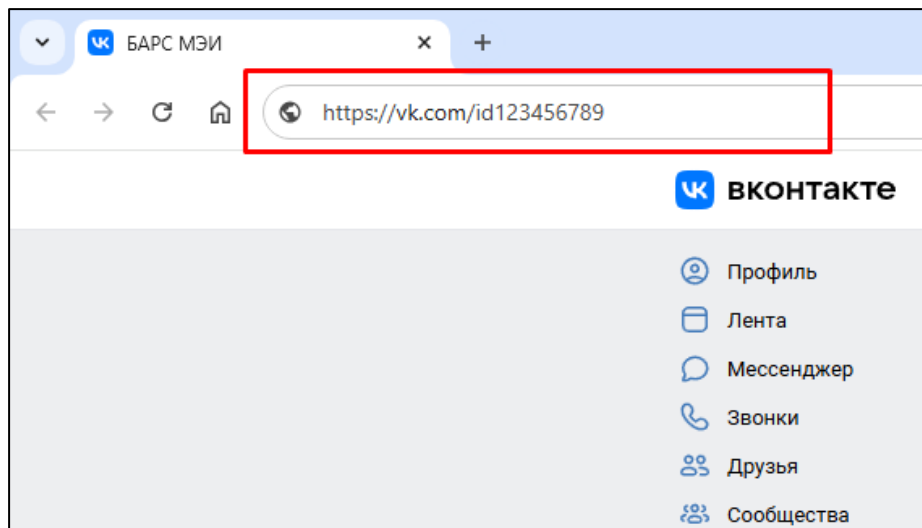 БАРС МЭИ
https://vk.com/id123456789
вконтакте
Профиль
Лента
Мессенджер
Звонки
Друзья
Сообщества